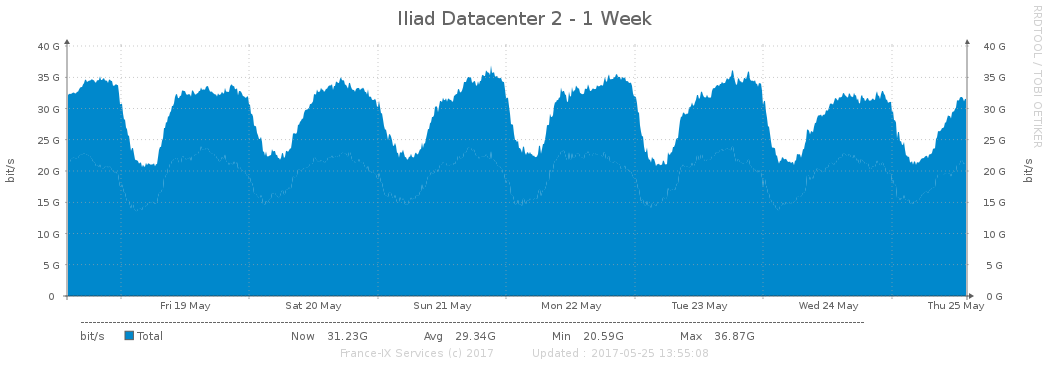 Iliad Datacenter 2 - 1 Week
RRDTOOL / TOBI OETIKER
40 G 40 G
35 G 35 G
30 G 30 G
25 G 25 G
20 G 20 G
15 G 15 G
10 G 10 G
5 G 5 G
0 0 G
bit/s bit/s
Fri 19 May Sat 20 May Sun 21 May Mon 22 May Tue 23 May Wed 24 May Thu 25 May
bit/s Total Now 31.23G Avg 29.34G Min 20.59G Max 36.87G
France-IX Services (c) 2017 Updated : 2017-05-25 13:55:08